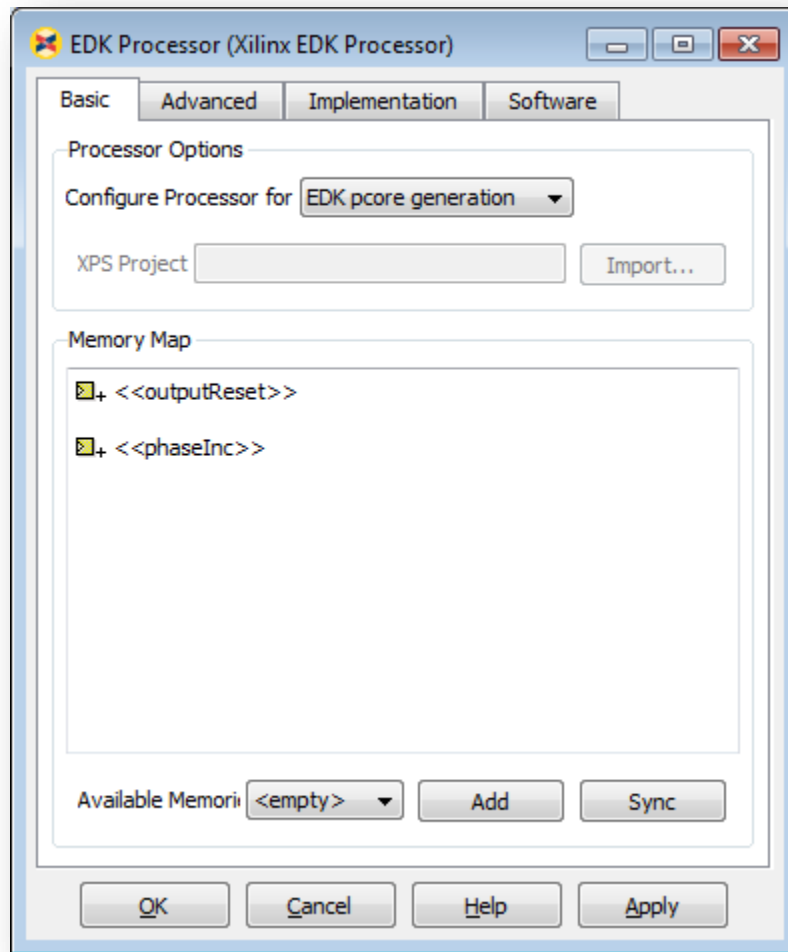 EDK Processor (Xilinx EDK Processor)
Basic Advanced Implementation Software
Processor Options
Configure Processor for EDK pcore generation
XPS Project Import...
Memory Map
<<outputReset>>
<<phaseInc>>
Available Memori <empty> Add Sync
OK Cancel Help Apply